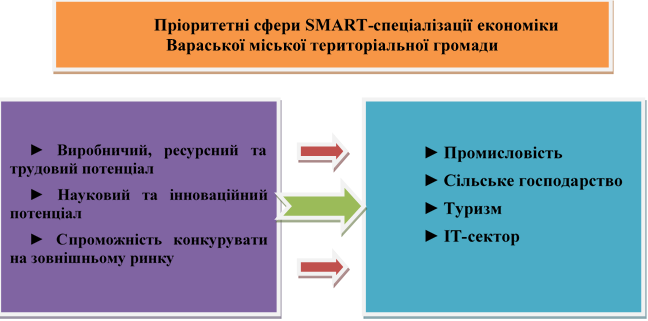 Пріоритетні сфери SMART-спеціалізації економіки
Вараської міської територіальної громади
► Виробничий, ресурсний та
трудовий потенціал
► Науковий та інноваційний
потенціал
► Спроможність конкурувати
на зовнішньому ринку
► Промисловість
► Сільське господарство
► Туризм
► ІТ-сектор